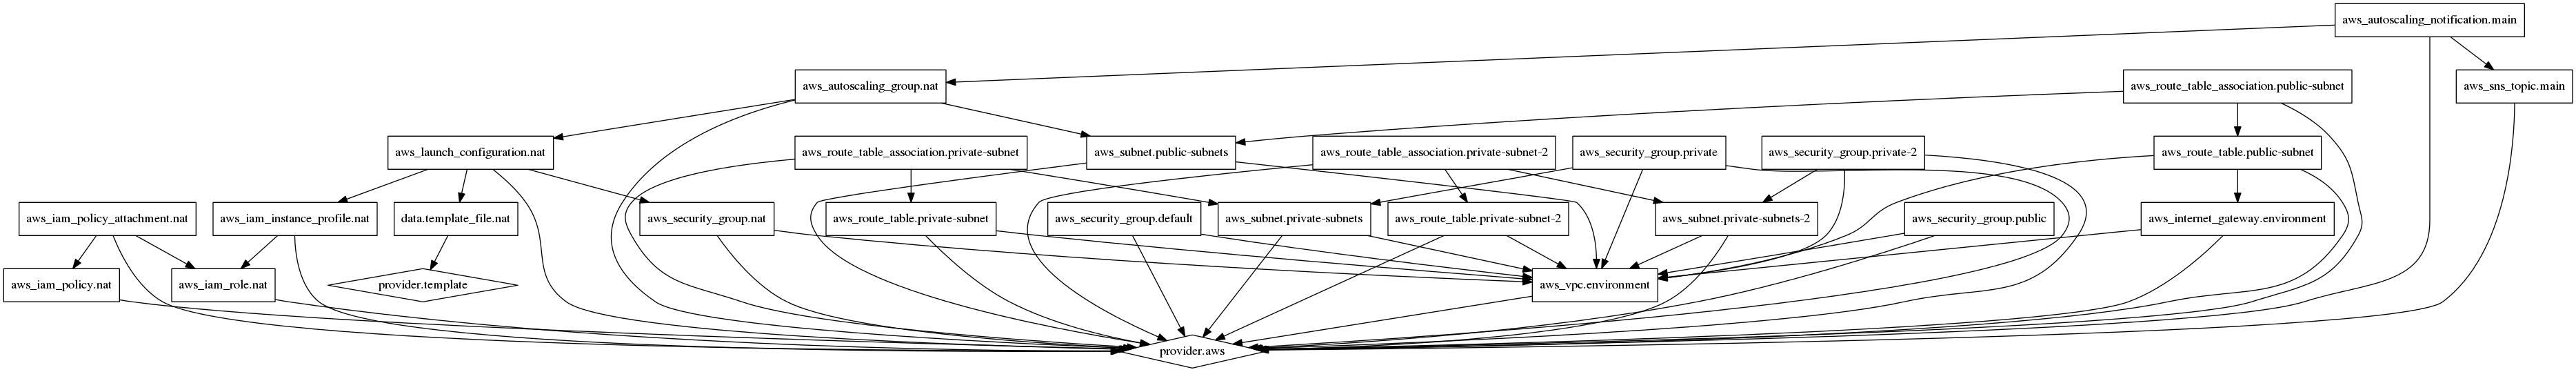 aws_autoscaling_notification.main
aws_autoscaling_group.nat
aws_route_table_association.public-subnet
aws_sns_topic.main
aws_launch_configuration.nat
aws_route_table_association.private-subnet
aws_subnet.public-subnets
aws_route_table_association.private-subnet-2
aws_security_group.private
aws_security_group.private-2
aws_route_table.public-subnet
aws_iam_policy_attachment.nat
aws_iam_instance_profile.nat
data.template_file.nat
aws_security_group.nat
aws_route_table.private-subnet
aws_security_group.default
aws_subnet.private-subnets
aws_route_table.private-subnet-2
aws_subnet.private-subnets-2
aws_security_group.public
aws_internet_gateway.environment
aws_iam_policy.nat
aws_iam_role.nat
provider.template
aws_vpc.environment
provider.aws